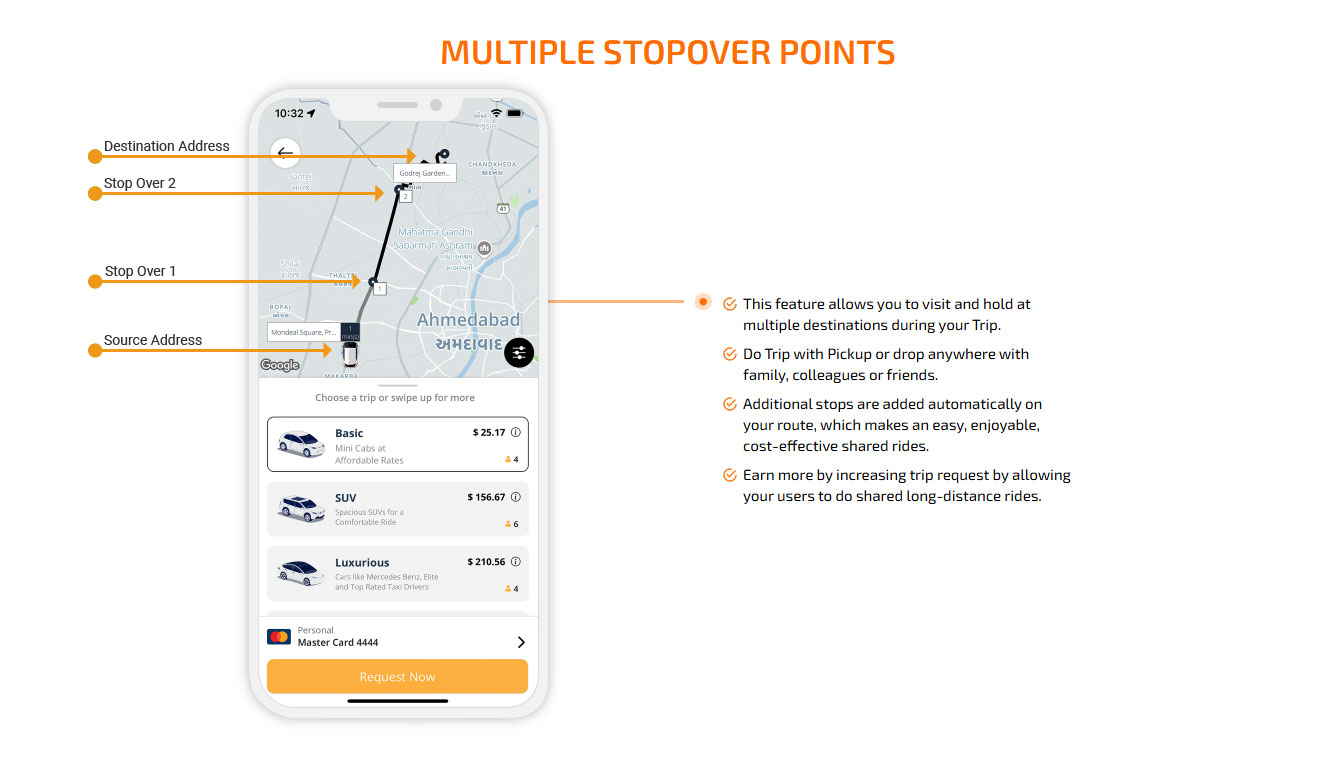 MULTIPLE STOPOVER POINTS
10:32
Destination Address
Stop Over 2
Stop Over 1
Source Address
Godrej Garden...
CHANDKHEDA
ચાંદખેડા
2
41
Mahatma Gandhi
Sabarmati Ashram
1
BOPAL
બોપલ
Ahmedabad
અમદાવાદ
Mondeal Square, Pr...
1
min(s)
Google
MAKARBA
Choose a trip or swipe up for more
Basic
$ 25.17
Mini Cabs at
Affordable Rates
4
SUV
$ 156.67
Spacious SUVs for a
Comfortable Ride
6
Luxurious
$ 210.56
Cars like Mercedes Benz, Elite
and Top Rated Taxi Drivers
4
Personal
Master Card 4444
Request Now
This feature allows you to visit and hold at
multiple destinations during your Trip.
Do Trip with Pickup or drop anywhere with
family, colleagues or friends.
Additional stops are added automatically on
your route, which makes an easy, enjoyable,
cost-effective shared rides.
Earn more by increasing trip request by allowing
your users to do shared long-distance rides.